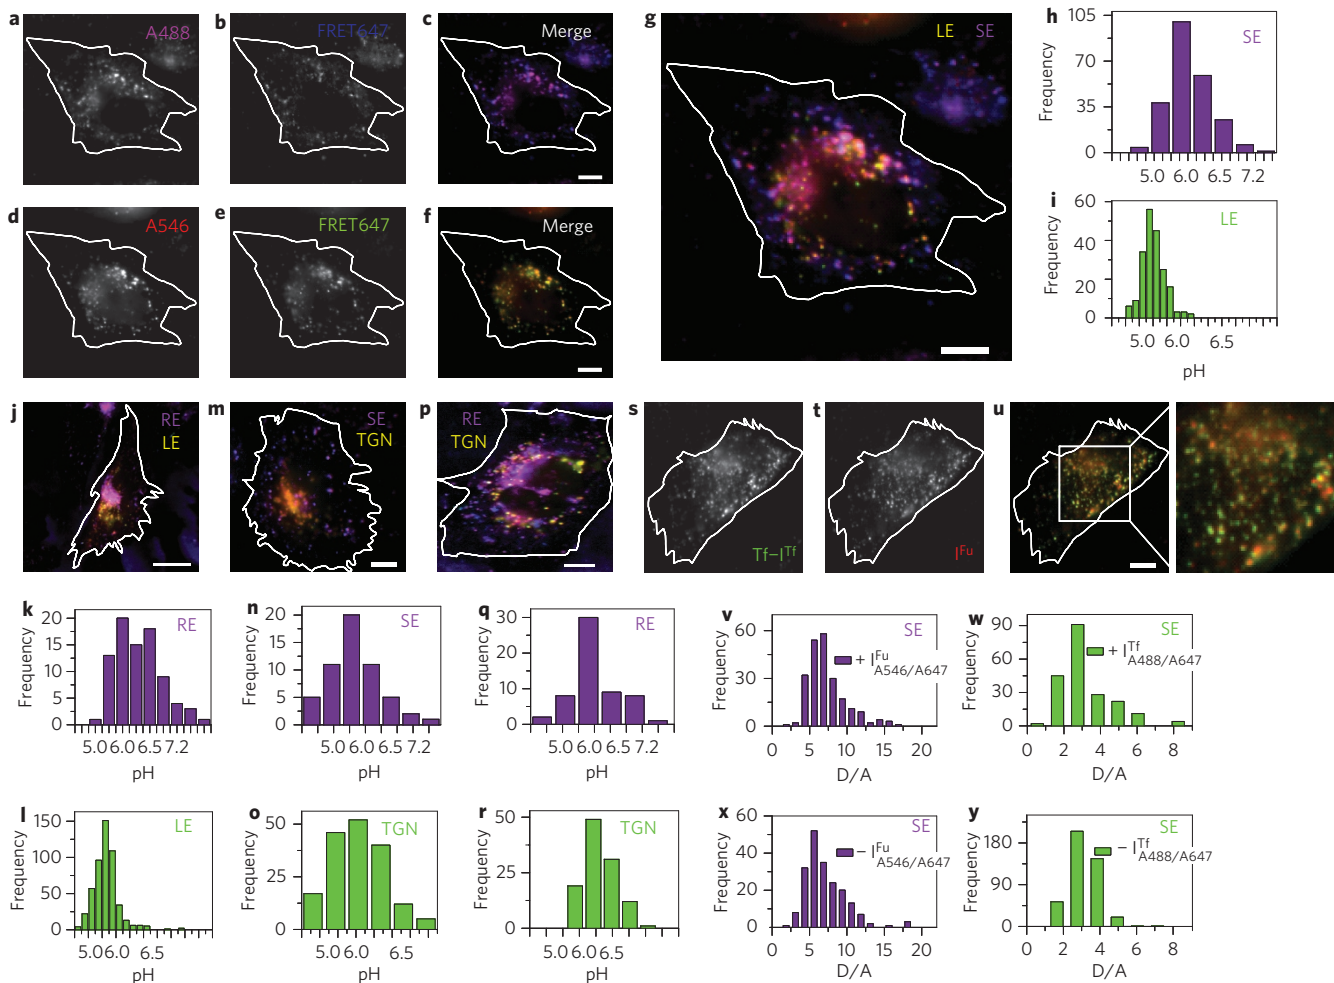 a A488
b FRET647
c Merge
g LE SE
h SE
Frequency
105
70
35
0
5.0 6.0 6.5 7.2
d A546
e FRET647
f Merge
i LE
Frequency
60
40
20
0
5.0 6.0 6.5
pH
j RE
LE
m SE
TGN
p RE
TGN
s Tf–I^Tf
t I^Fu
u
k RE
Frequency
20
15
10
5
0
5.0 6.0 6.5 7.2
pH
n SE
Frequency
20
15
10
5
0
5.0 6.0 6.5 7.2
pH
q RE
Frequency
30
20
10
0
5.0 6.0 6.5 7.2
pH
v SE
+ I^Fu A546/A647
Frequency
60
30
0
0 5 10 15 20
D/A
w SE
+ I^Tf A488/A647
Frequency
90
60
30
0
0 2 4 6 8
D/A
l LE
Frequency
150
100
50
0
5.0 6.0 6.5
pH
o TGN
Frequency
50
25
0
5.0 6.0 6.5
pH
r TGN
Frequency
50
25
0
5.0 6.0 6.5
pH
x SE
– I^Fu A546/A647
Frequency
60
40
20
0
0 5 10 15 20
D/A
y SE
– I^Tf A488/A647
Frequency
180
90
0
0 2 4 6 8
D/A